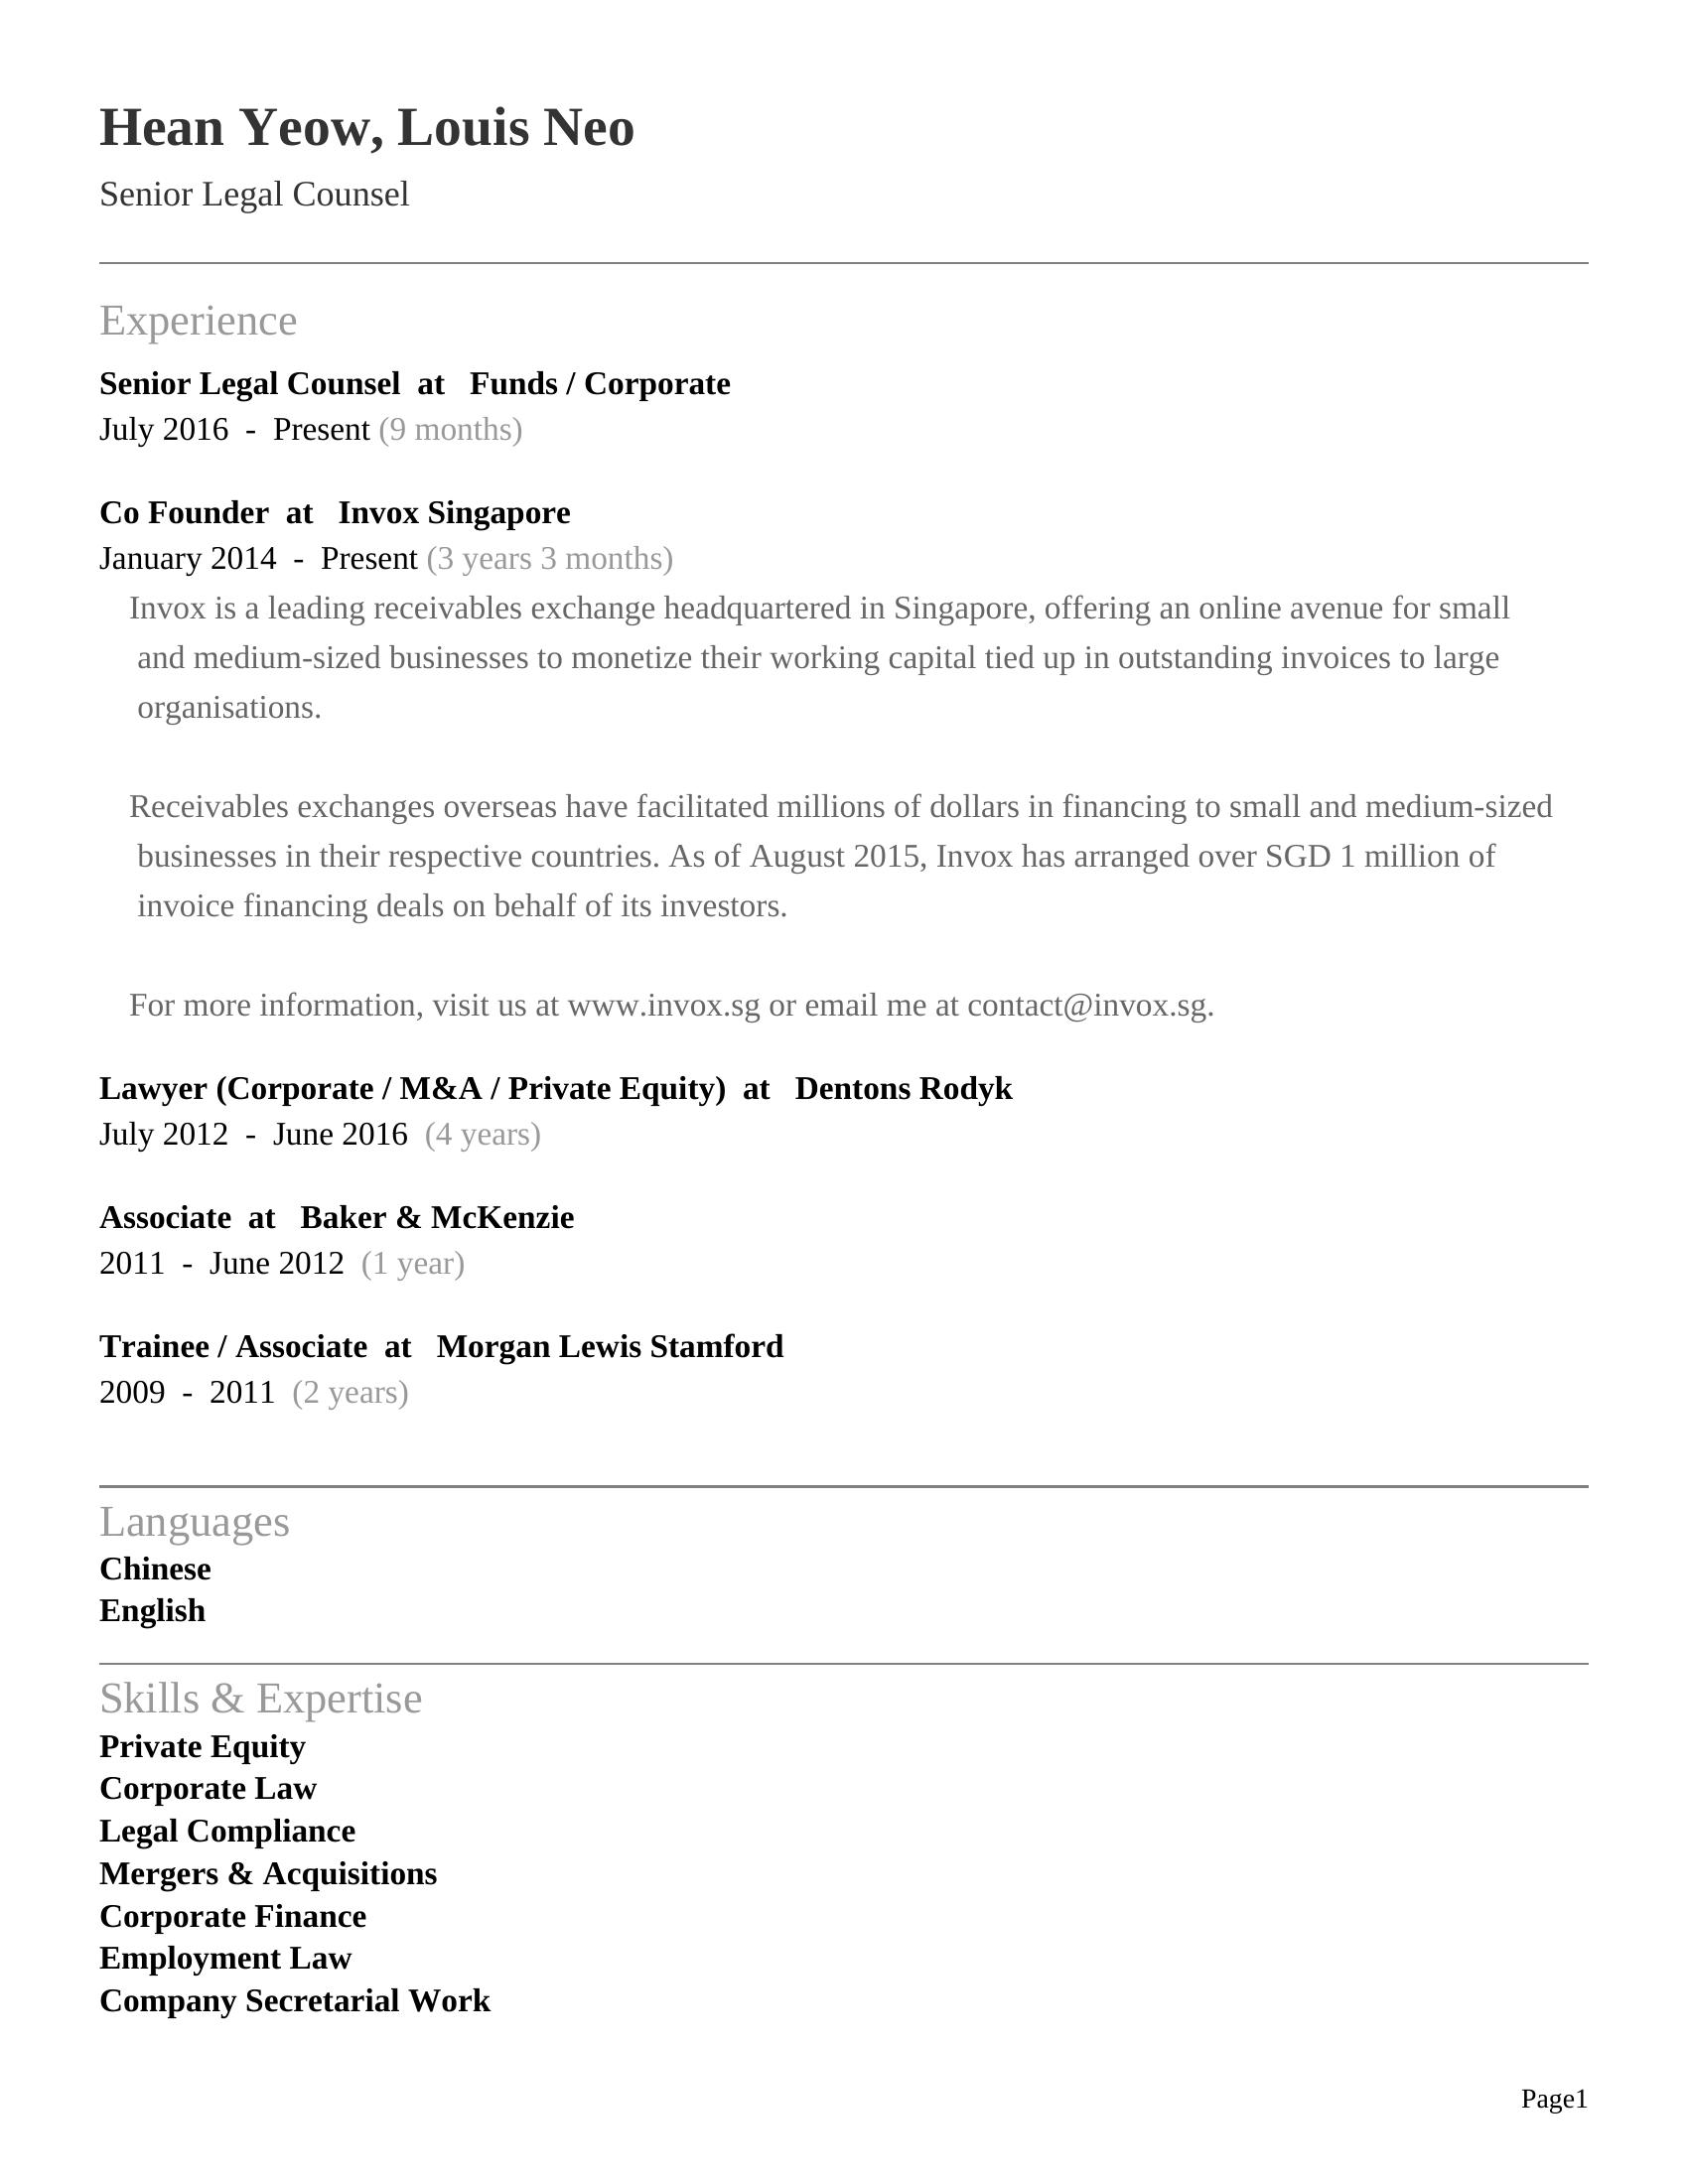 Hean Yeow, Louis Neo
Senior Legal Counsel
Experience
Senior Legal Counsel at Funds / Corporate
July 2016 - Present (9 months)
Co Founder at Invox Singapore
January 2014 - Present (3 years 3 months)
Invox is a leading receivables exchange headquartered in Singapore, offering an online avenue for small
and medium-sized businesses to monetize their working capital tied up in outstanding invoices to large
organisations.
Receivables exchanges overseas have facilitated millions of dollars in financing to small and medium-sized
businesses in their respective countries. As of August 2015, Invox has arranged over SGD 1 million of
invoice financing deals on behalf of its investors.
For more information, visit us at www.invox.sg or email me at contact@invox.sg.
Lawyer (Corporate / M&A / Private Equity) at Dentons Rodyk
July 2012 - June 2016 (4 years)
Associate at Baker & McKenzie
2011 - June 2012 (1 year)
Trainee / Associate at Morgan Lewis Stamford
2009 - 2011 (2 years)
Languages
Chinese
English
Skills & Expertise
Private Equity
Corporate Law
Legal Compliance
Mergers & Acquisitions
Corporate Finance
Employment Law
Company Secretarial Work
Page1